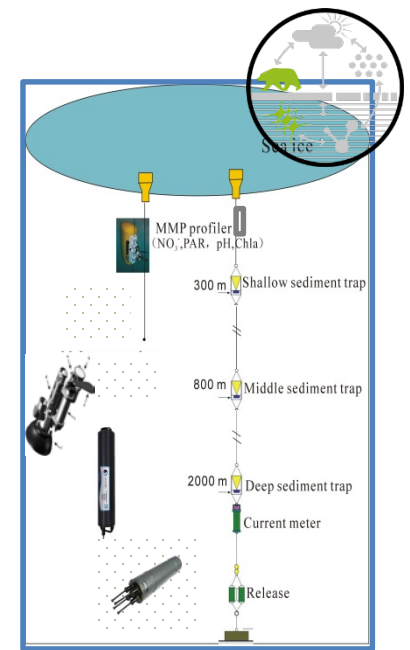 Sea ice
MMP profiler
(NO₃⁻,PAR, pH,Chla)
300 m
Shallow sediment trap
800 m
Middle sediment trap
2000 m
Deep sediment trap
Current meter
Release